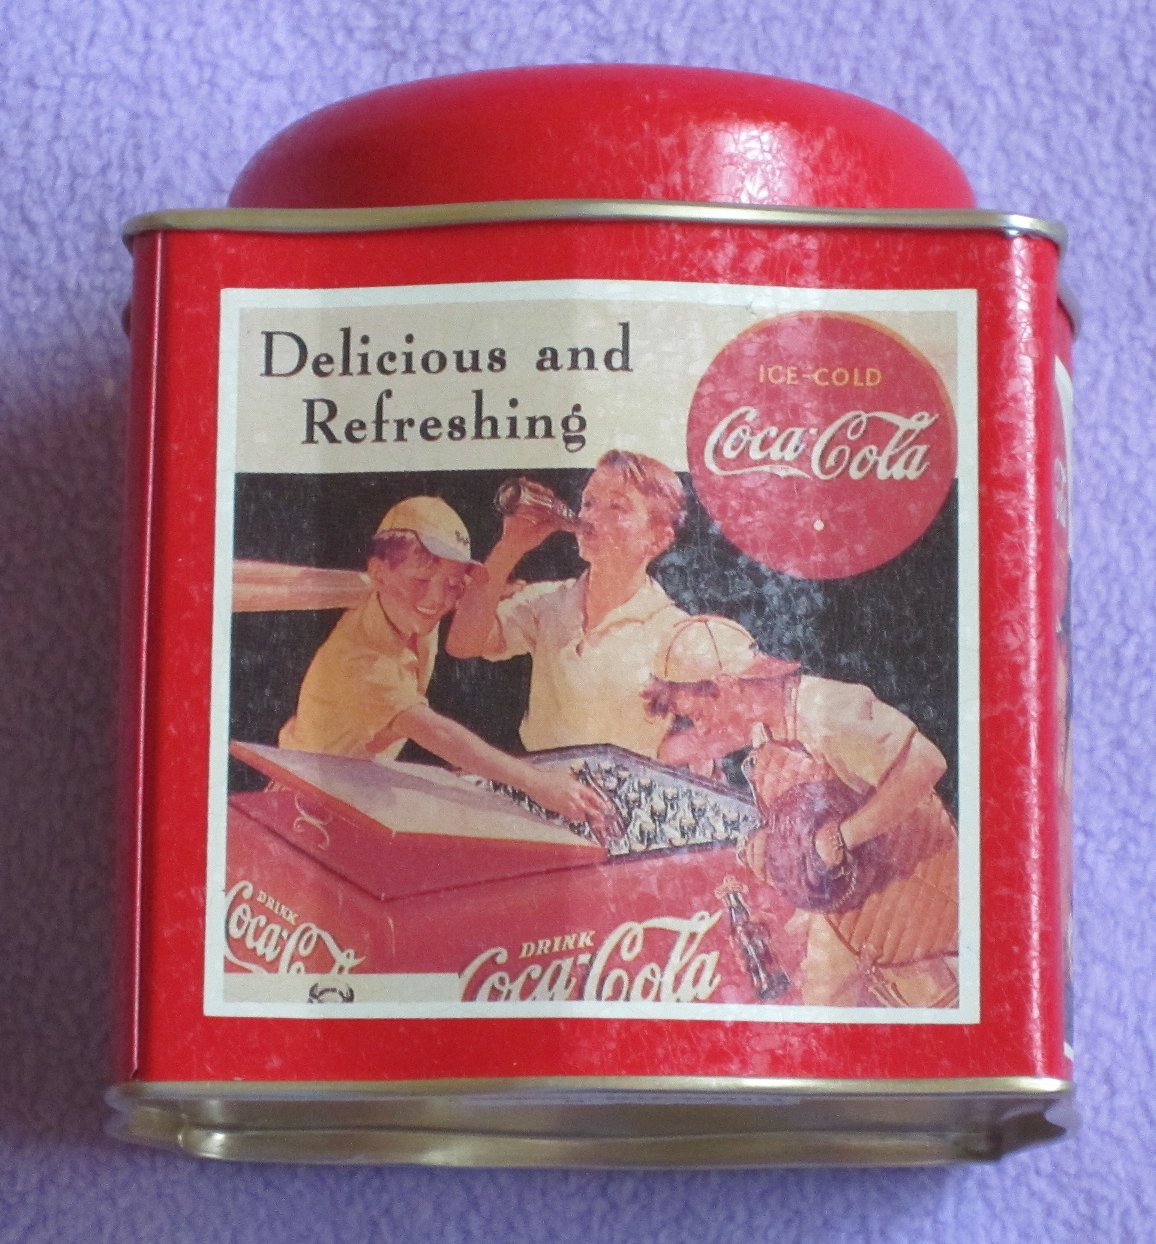 Delicious and
Refreshing
ICE-COLD
Coca-Cola
DRINK
Coca-Cola
DRINK
Coca-Cola